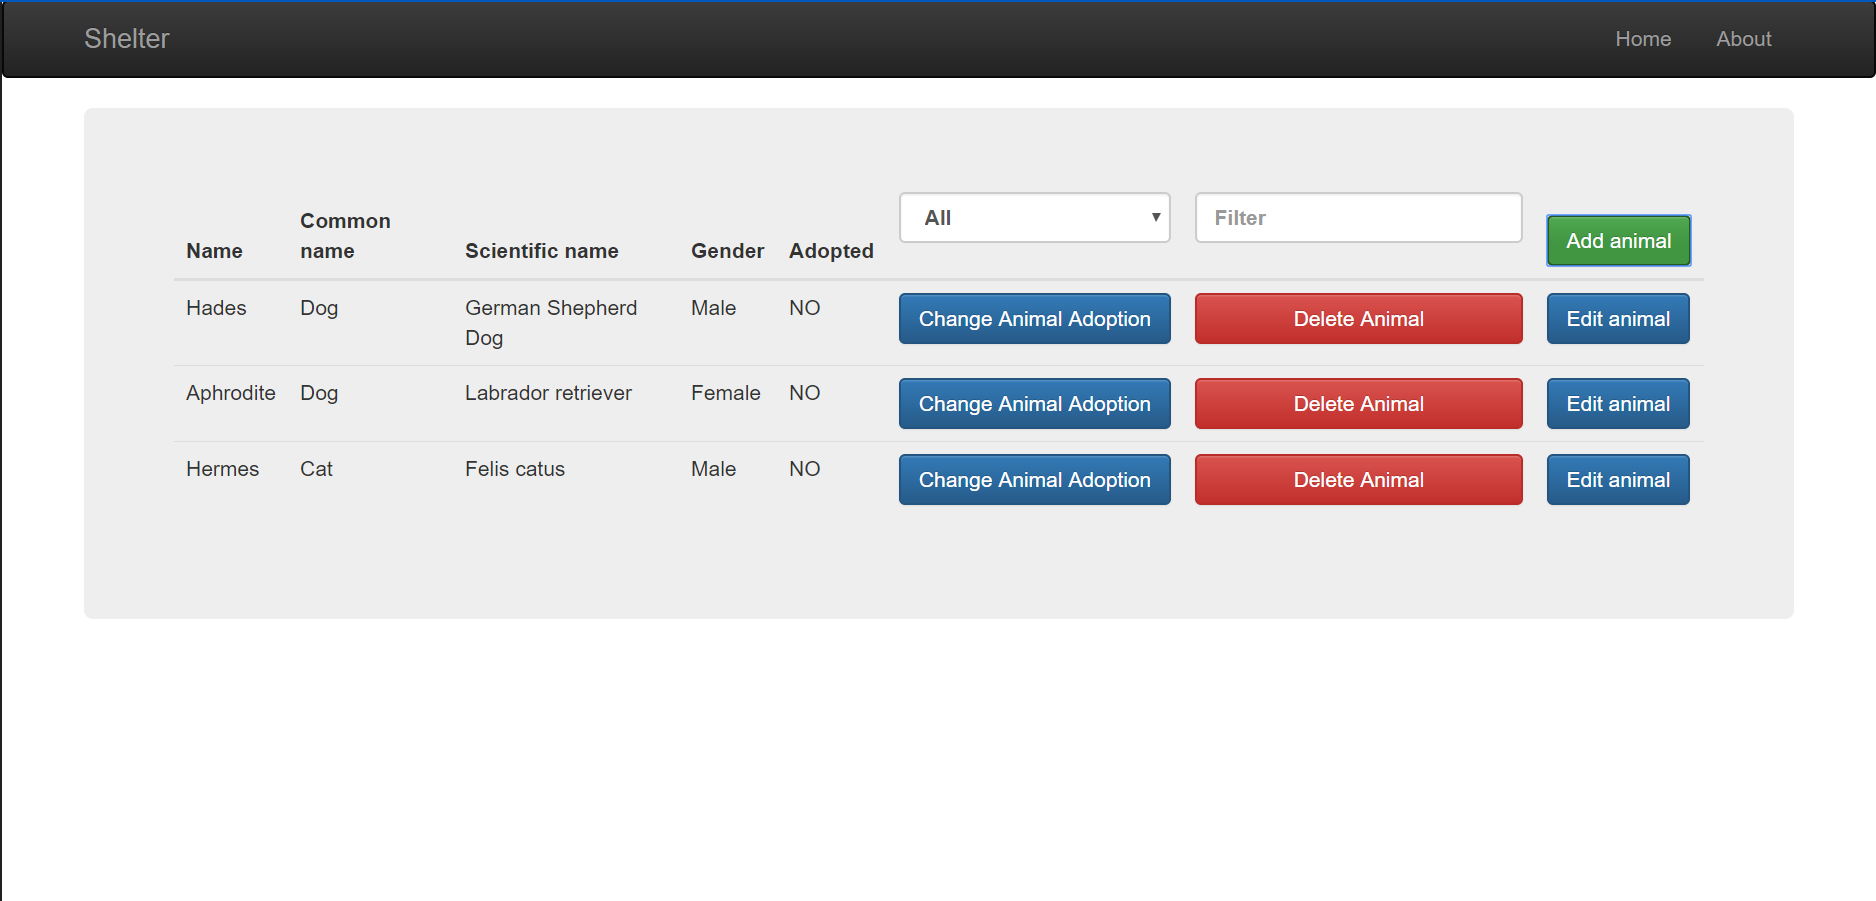 Shelter
Home
About
Name
Common
name
Scientific name
Gender
Adopted
All
Filter
Add animal
Hades
Dog
German Shepherd
Dog
Male
NO
Change Animal Adoption
Delete Animal
Edit animal
Aphrodite
Dog
Labrador retriever
Female
NO
Change Animal Adoption
Delete Animal
Edit animal
Hermes
Cat
Felis catus
Male
NO
Change Animal Adoption
Delete Animal
Edit animal